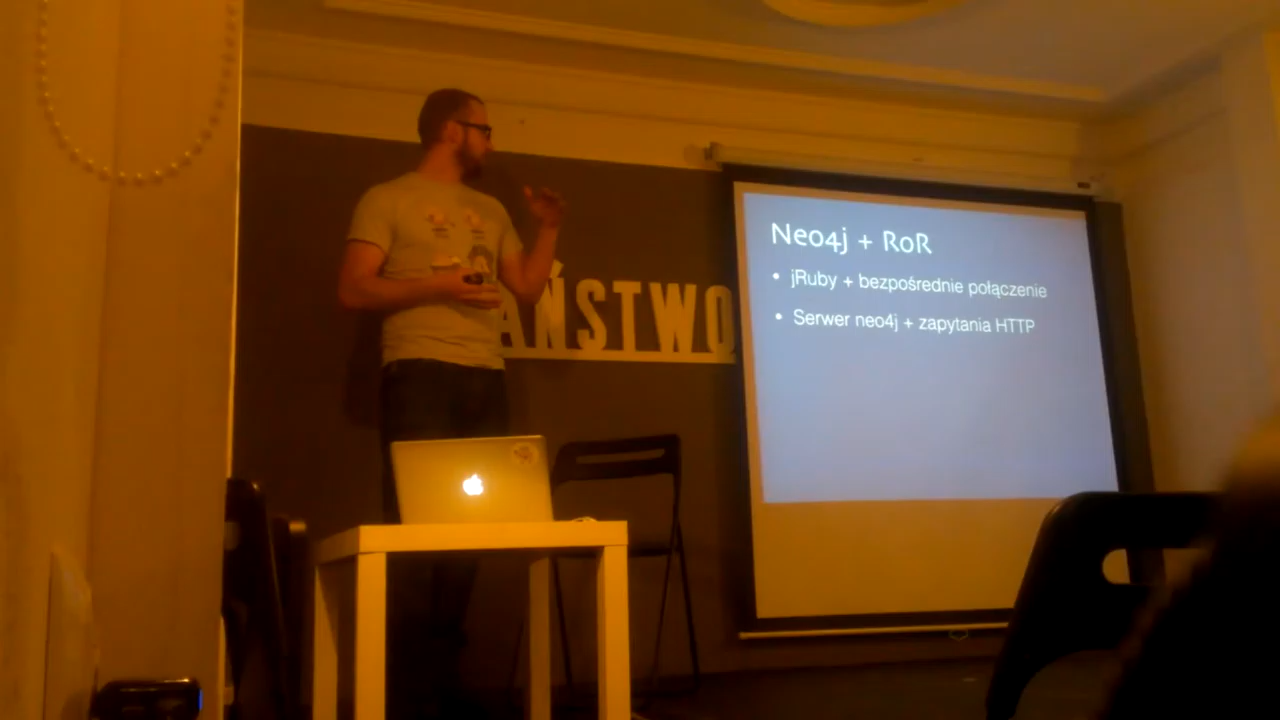 AŃSTWO
Neo4j + RoR
• jRuby + bezpośrednie połączenie
• Serwer neo4j + zapytania HTTP